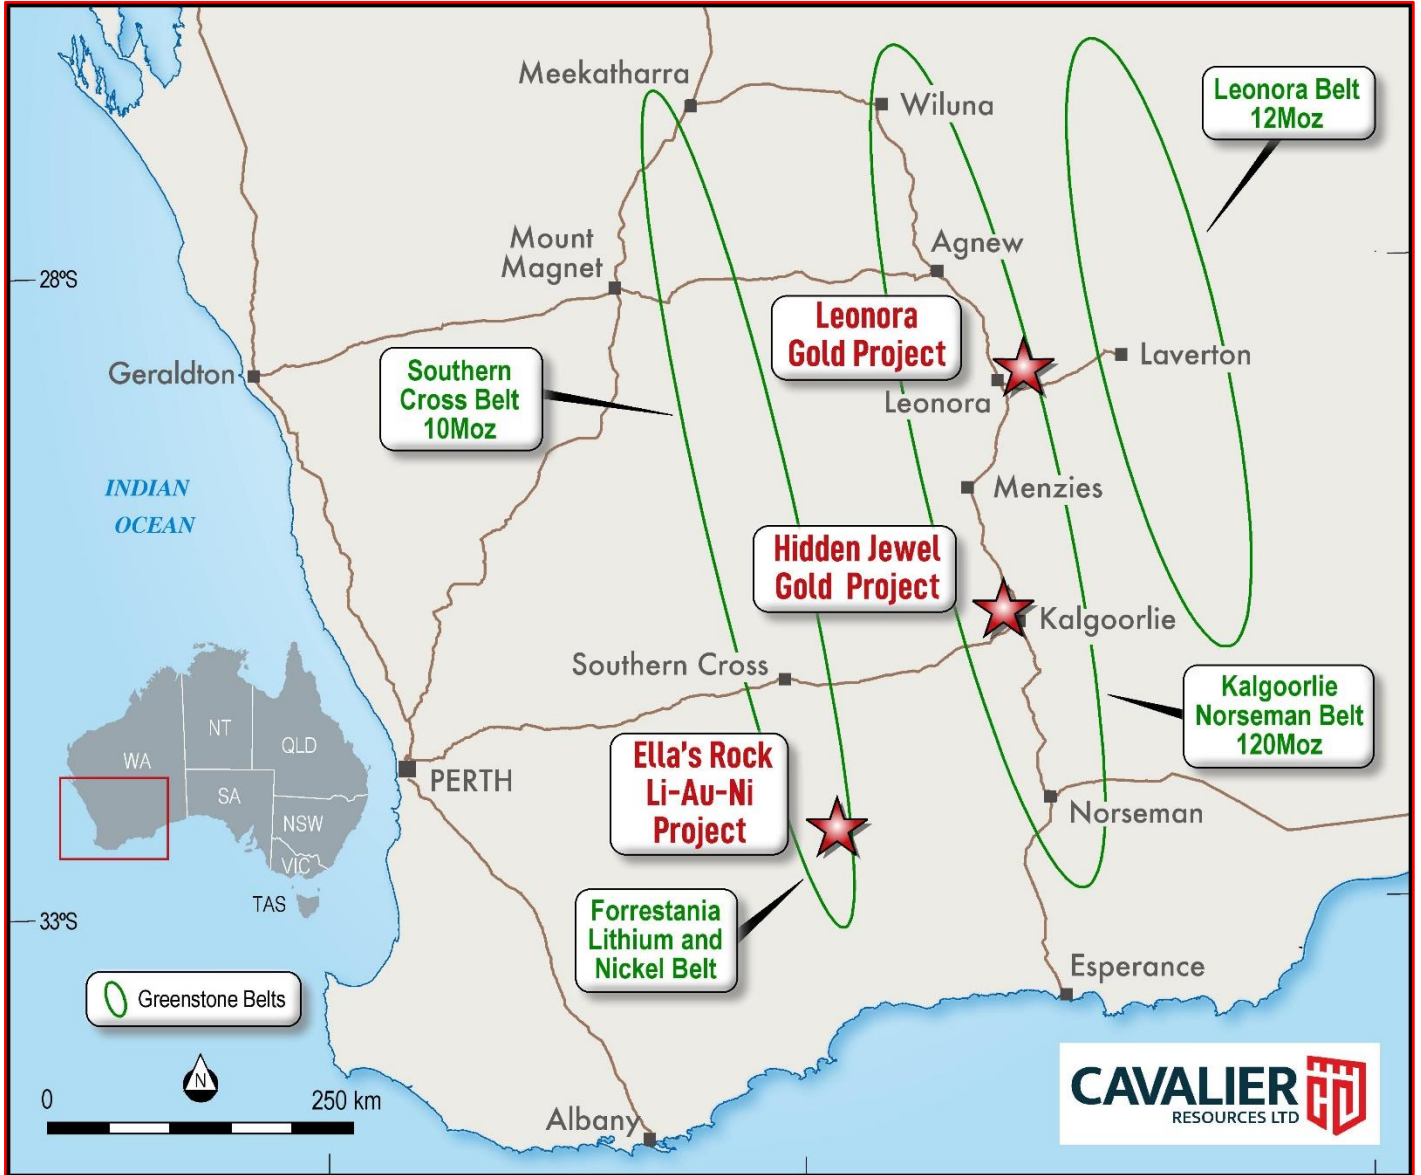 Meekatharra
Wiluna
Leonora Belt
12Moz
Mount
Magnet
Agnew
28ºS
Leonora
Gold Project
Laverton
Geraldton
Southern
Cross Belt
10Moz
Leonora
INDIAN
OCEAN
Menzies
Hidden Jewel
Gold Project
Kalgoorlie
Southern Cross
Kalgoorlie
Norseman Belt
120Moz
NT
QLD
WA
SA
NSW
VIC
TAS
PERTH
Ella's Rock
Li-Au-Ni
Project
Norseman
33ºS
Forrestania
Lithium and
Nickel Belt
Esperance
Greenstone Belts
N
0
250 km
Albany
CAVALIER
RESOURCES LTD